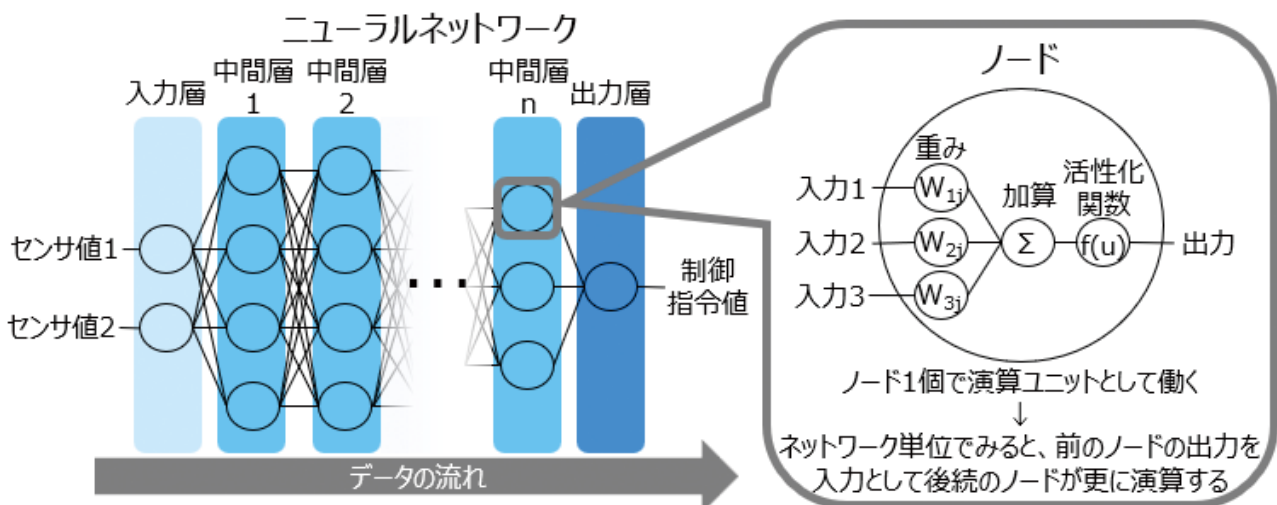 ニューラルネットワーク
入力層
中間層
1
中間層
2
中間層
n
出力層
センサ値1
センサ値2
・・・
制御
指令値
データの流れ
ノード
重み
入力1
W1j
入力2
W2j
入力3
W3j
加算
Σ
活性化
関数
f(u)
出力
ノード1個で演算ユニットとして働く
↓
ネットワーク単位でみると、前のノードの出力を
入力として後続のノードが更に演算する